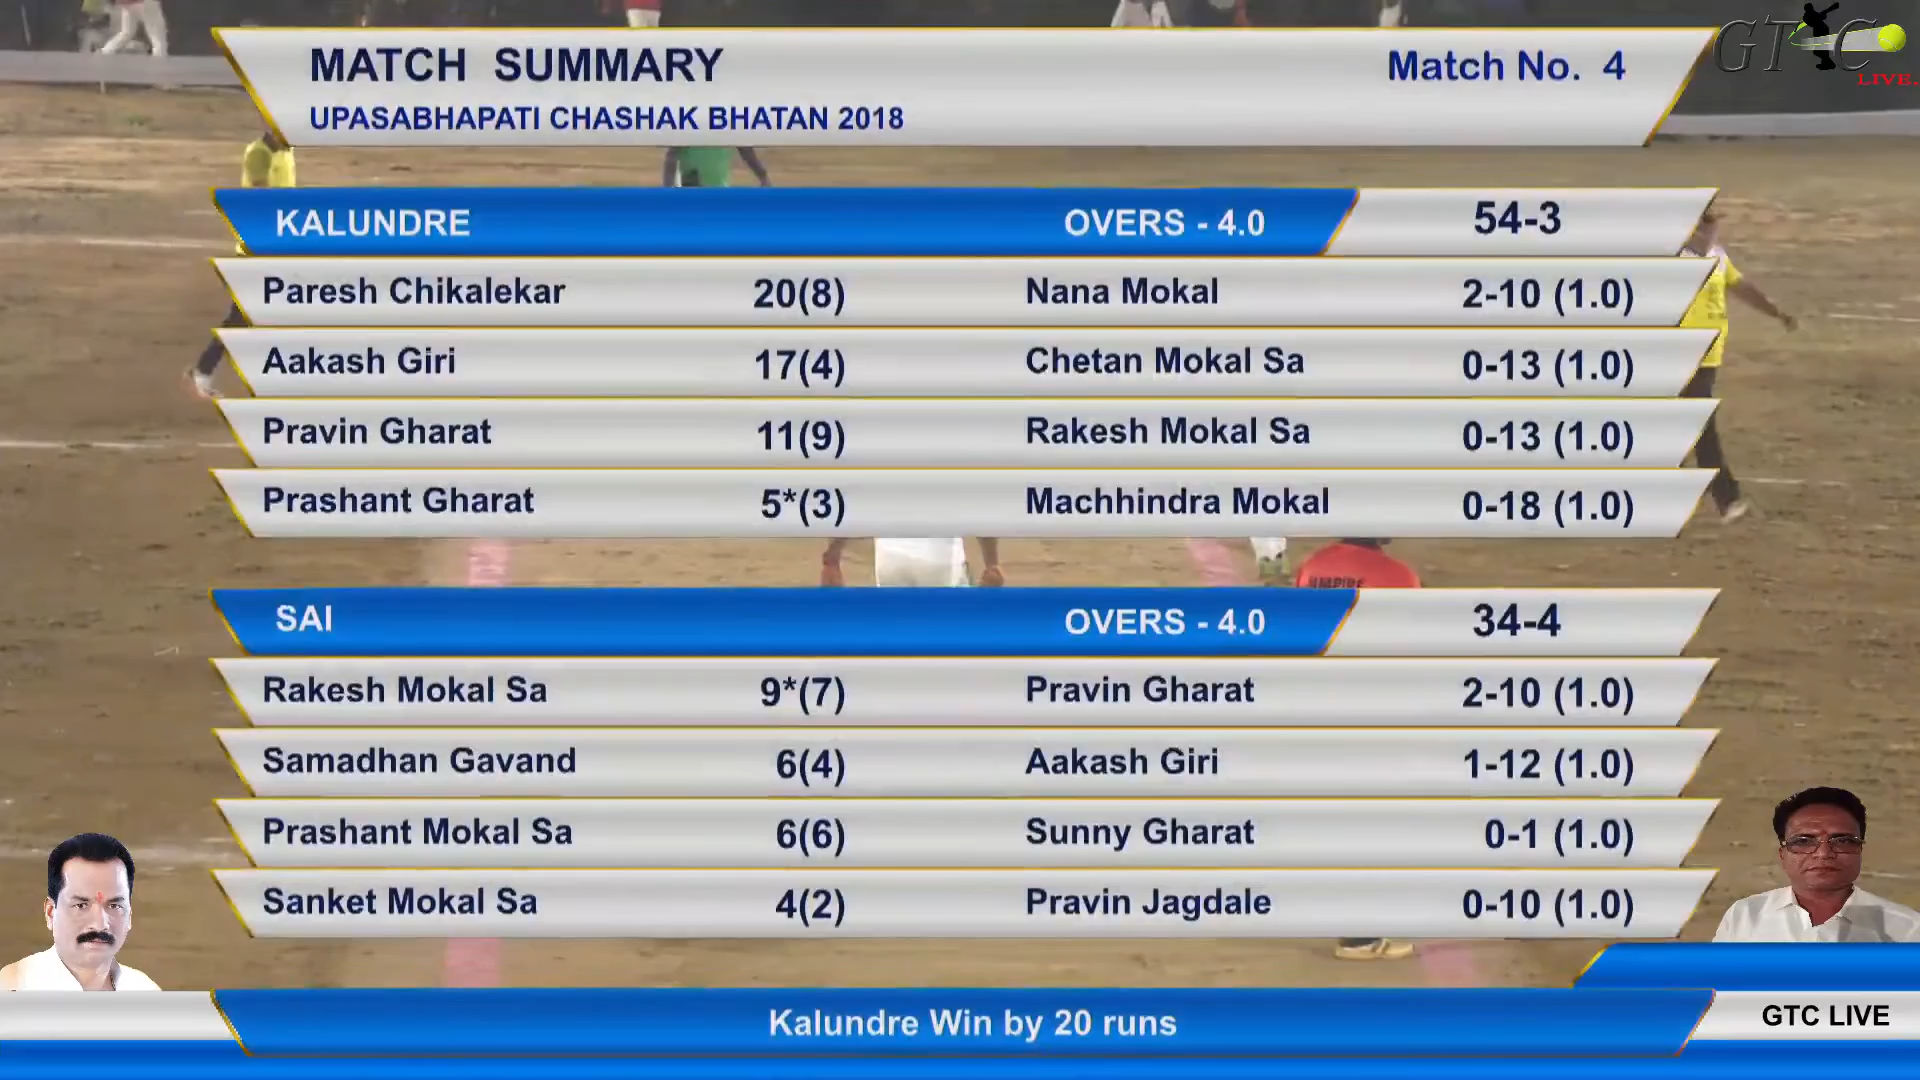 MATCH SUMMARY
Match No. 4
UPASABHAPATI CHASHAK BHATAN 2018
GTC
LIVE.
KALUNDRE OVERS - 4.0 54-3
Paresh Chikalekar 20(8) Nana Mokal 2-10 (1.0)
Aakash Giri 17(4) Chetan Mokal Sa 0-13 (1.0)
Pravin Gharat 11(9) Rakesh Mokal Sa 0-13 (1.0)
Prashant Gharat 5*(3) Machhindra Mokal 0-18 (1.0)
UMPIRE
SAI OVERS - 4.0 34-4
Rakesh Mokal Sa 9*(7) Pravin Gharat 2-10 (1.0)
Samadhan Gavand 6(4) Aakash Giri 1-12 (1.0)
Prashant Mokal Sa 6(6) Sunny Gharat 0-1 (1.0)
Sanket Mokal Sa 4(2) Pravin Jagdale 0-10 (1.0)
Kalundre Win by 20 runs
GTC LIVE